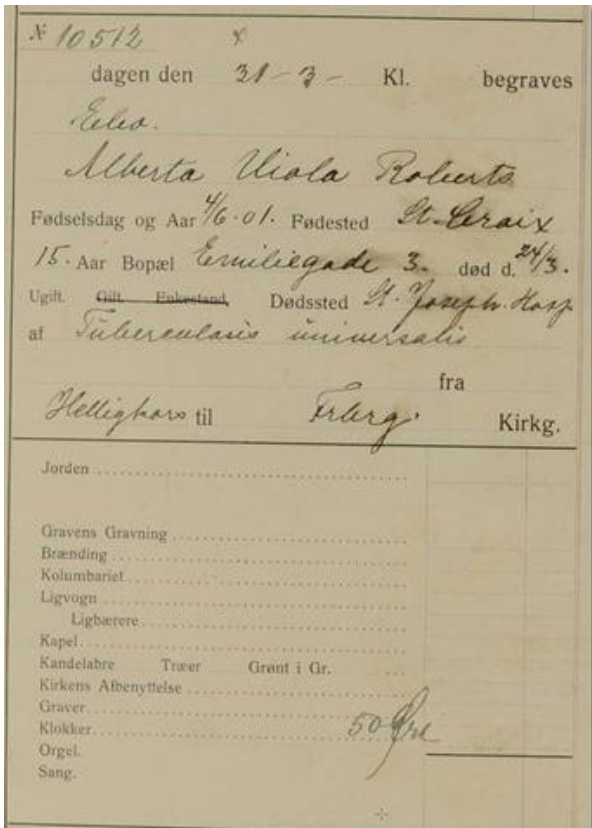 № 10512 x
dagen den 31-3- Kl. begraves
Elev.
Alberta Viola Roberts
Fødselsdag og Aar 4/6-01. Fødested St. Croix
15. Aar Bopæl Emiliegade 3. død d. 24/3.
Ugift. Gift. Enkestand, Dødssted St. Joseph. Hosp
af Tuberculosis universalis
fra
Helligkors til Frbrg. Kirkg.
Jorden
Gravens Gravning
Brænding
Kolumbariet
Ligvogn
Ligbærere
Kapel
Kandelabre Træer Grønt i Gr.
Kirkens Afbenyttelse
Graver
Klokker 50 Øre
Orgel.
Sang.